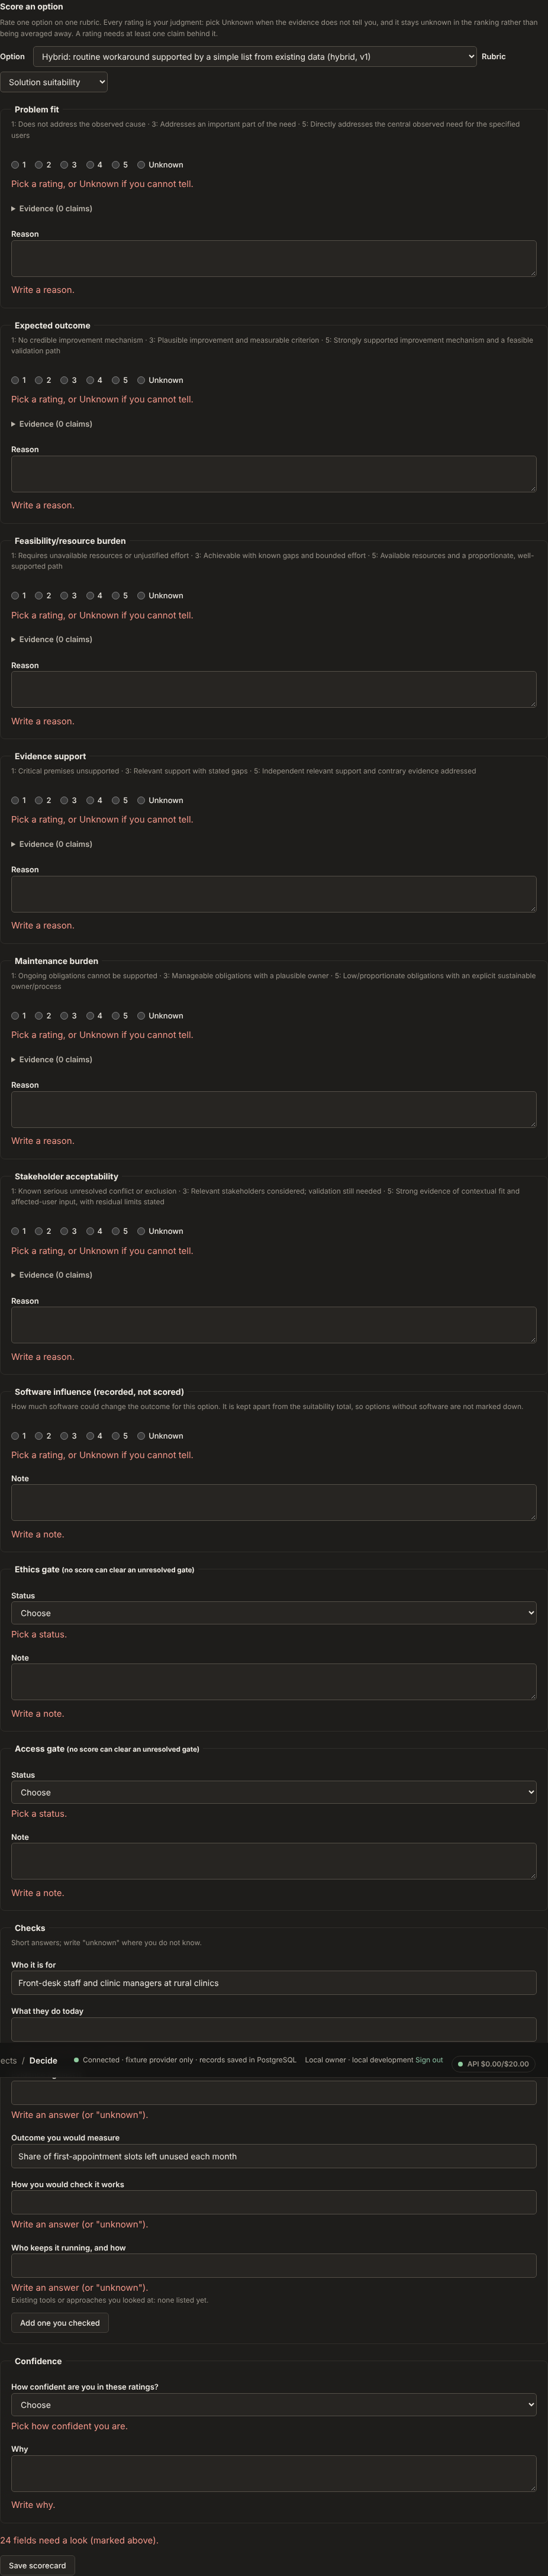 Score an option
Rate one option on one rubric. Every rating is your judgment: pick Unknown when the evidence does not tell you, and it stays unknown in the ranking rather than
being averaged away. A rating needs at least one claim behind it.
Option Hybrid: routine workaround supported by a simple list from existing data (hybrid, v1) Rubric
Solution suitability
Problem fit
1: Does not address the observed cause · 3: Addresses an important part of the need · 5: Directly addresses the central observed need for the specified
users
1 2 3 4 5 Unknown
Pick a rating, or Unknown if you cannot tell.
Evidence (0 claims)
Reason
Write a reason.
Expected outcome
1: No credible improvement mechanism · 3: Plausible improvement and measurable criterion · 5: Strongly supported improvement mechanism and a feasible
validation path
1 2 3 4 5 Unknown
Pick a rating, or Unknown if you cannot tell.
Evidence (0 claims)
Reason
Write a reason.
Feasibility/resource burden
1: Requires unavailable resources or unjustified effort · 3: Achievable with known gaps and bounded effort · 5: Available resources and a proportionate, well-
supported path
1 2 3 4 5 Unknown
Pick a rating, or Unknown if you cannot tell.
Evidence (0 claims)
Reason
Write a reason.
Evidence support
1: Critical premises unsupported · 3: Relevant support with stated gaps · 5: Independent relevant support and contrary evidence addressed
1 2 3 4 5 Unknown
Pick a rating, or Unknown if you cannot tell.
Evidence (0 claims)
Reason
Write a reason.
Maintenance burden
1: Ongoing obligations cannot be supported · 3: Manageable obligations with a plausible owner · 5: Low/proportionate obligations with an explicit sustainable
owner/process
1 2 3 4 5 Unknown
Pick a rating, or Unknown if you cannot tell.
Evidence (0 claims)
Reason
Write a reason.
Stakeholder acceptability
1: Known serious unresolved conflict or exclusion · 3: Relevant stakeholders considered; validation still needed · 5: Strong evidence of contextual fit and
affected-user input, with residual limits stated
1 2 3 4 5 Unknown
Pick a rating, or Unknown if you cannot tell.
Evidence (0 claims)
Reason
Write a reason.
Software influence (recorded, not scored)
How much software could change the outcome for this option. It is kept apart from the suitability total, so options without software are not marked down.
1 2 3 4 5 Unknown
Pick a rating, or Unknown if you cannot tell.
Note
Write a note.
Ethics gate (no score can clear an unresolved gate)
Status
Choose
Pick a status.
Note
Write a note.
Access gate (no score can clear an unresolved gate)
Status
Choose
Pick a status.
Note
Write a note.
Checks
Short answers; write "unknown" where you do not know.
Who it is for
Front-desk staff and clinic managers at rural clinics
What they do today
ects / Decide Connected · fixture provider only · records saved in PostgreSQL Local owner · local development Sign out API $0.00/$20.00
Write an answer (or "unknown").
Outcome you would measure
Share of first-appointment slots left unused each month
How you would check it works
Write an answer (or "unknown").
Who keeps it running, and how
Write an answer (or "unknown").
Existing tools or approaches you looked at: none listed yet.
Add one you checked
Confidence
How confident are you in these ratings?
Choose
Pick how confident you are.
Why
Write why.
24 fields need a look (marked above).
Save scorecard